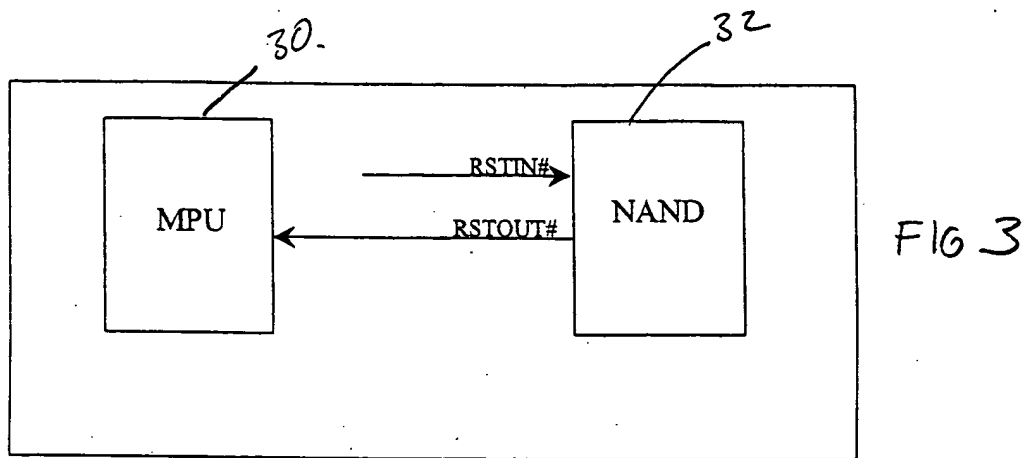 30.
32
RSTIN#
MPU
NAND
RSTOUT#
FIG 3